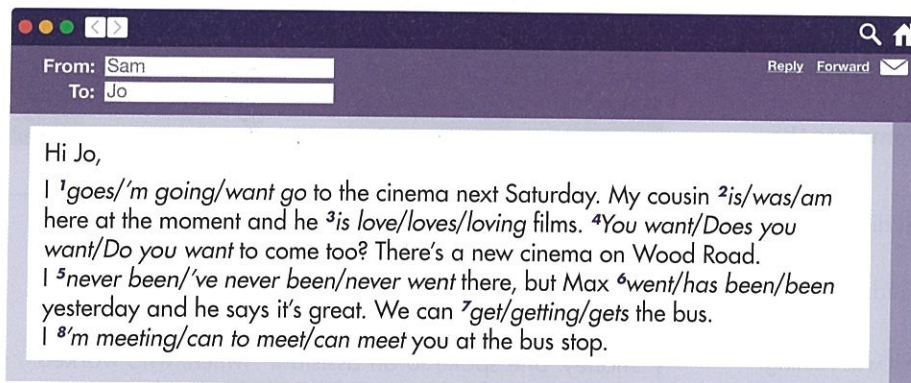 From: Sam
Reply Forward
To: Jo
Hi Jo,
I 1goes/'m going/want go to the cinema next Saturday. My cousin 2is/was/am
here at the moment and he 3is love/loves/loving films. 4You want/Does you
want/Do you want to come too? There's a new cinema on Wood Road.
I 5never been/'ve never been/never went there, but Max 6went/has been/been
yesterday and he says it's great. We can 7get/getting/gets the bus.
I 8'm meeting/can to meet/can meet you at the bus stop.